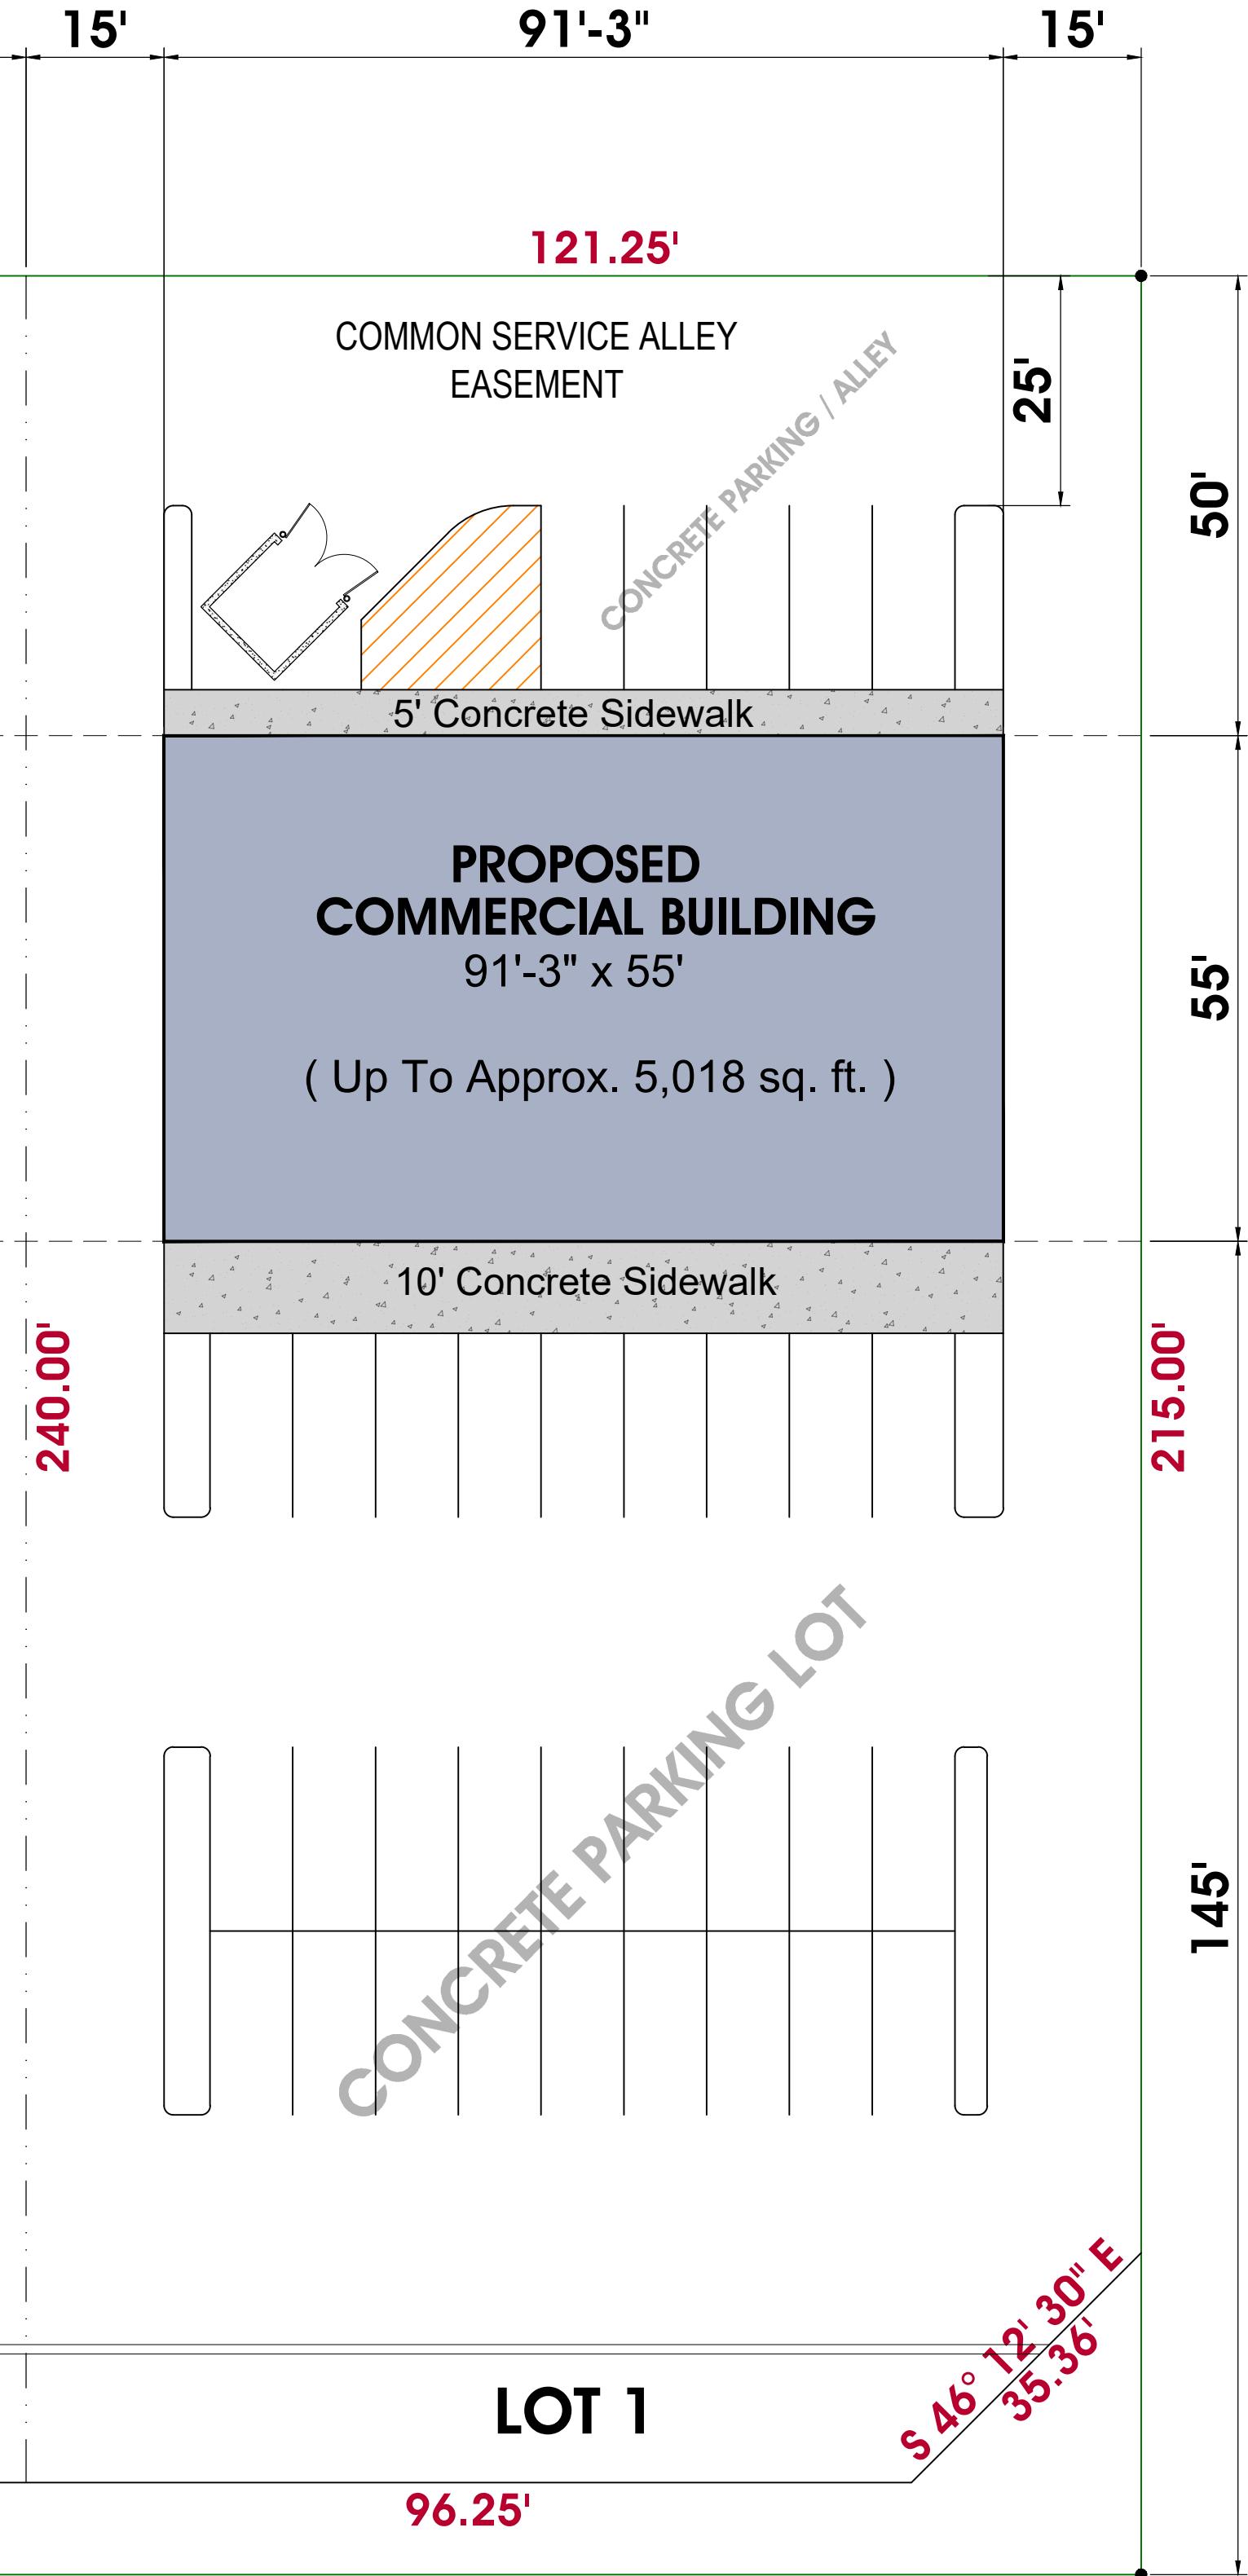 15'
91'-3"
15'
121.25'
COMMON SERVICE ALLEY
EASEMENT
25'
50'
CONCRETE PARKING / ALLEY
5' Concrete Sidewalk
PROPOSED
COMMERCIAL BUILDING
91'-3" x 55'
( Up To Approx. 5,018 sq. ft. )
55'
10' Concrete Sidewalk
240.00'
215.00'
CONCRETE PARKING LOT
145'
S 46° 12' 30" E
35.36'
LOT 1
96.25'